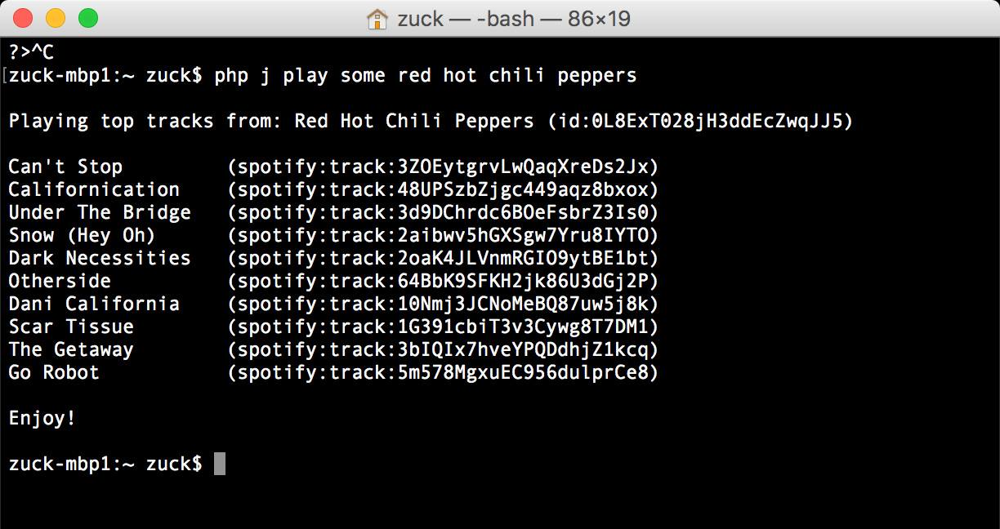 zuck — -bash — 86×19
?>^C
[zuck-mbp1:~ zuck$ php j play some red hot chili peppers
Playing top tracks from: Red Hot Chili Peppers (id:0L8ExT028jH3ddEcZwqJJ5)
Can't Stop (spotify:track:3ZOEytgrvLwQaqXreDs2Jx)
Californication (spotify:track:48UPSzbZjgc449aqz8bxox)
Under The Bridge (spotify:track:3d9DChrdc6BOeFsbrZ3Is0)
Snow (Hey Oh) (spotify:track:2aibwv5hGXSgw7Yru8IYTO)
Dark Necessities (spotify:track:2oaK4JLVnmRGIO9ytBE1bt)
Otherside (spotify:track:64BbK9SFKH2jk86U3dGj2P)
Dani California (spotify:track:10Nmj3JCNoMeBQ87uw5j8k)
Scar Tissue (spotify:track:1G391cbiT3v3Cywg8T7DM1)
The Getaway (spotify:track:3bIQIx7hveYPQDdhjZ1kcq)
Go Robot (spotify:track:5m578MgxuEC956dulprCe8)
Enjoy!
zuck-mbp1:~ zuck$